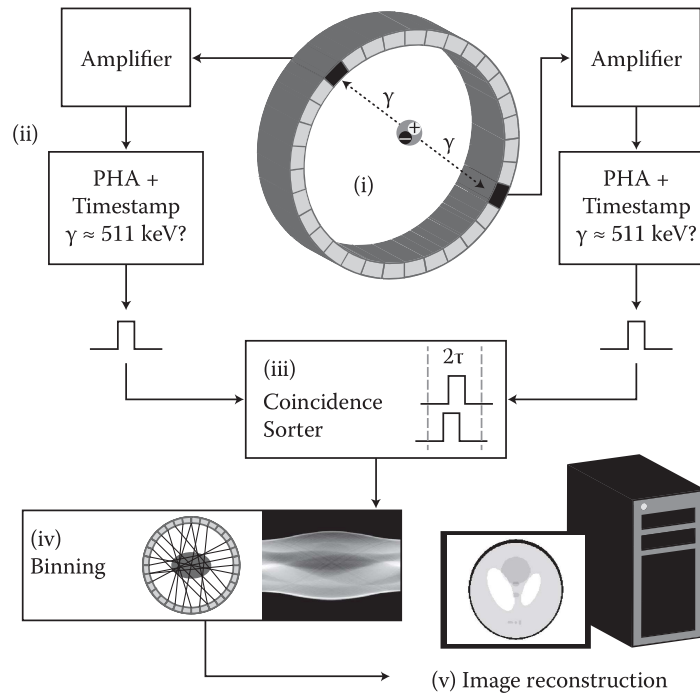 Amplifier
Amplifier
γ
+
−
γ
(i)
(ii)
PHA +
Timestamp
γ ≈ 511 keV?
PHA +
Timestamp
γ ≈ 511 keV?
(iii)
Coincidence
Sorter
2τ
(iv)
Binning
(v) Image reconstruction